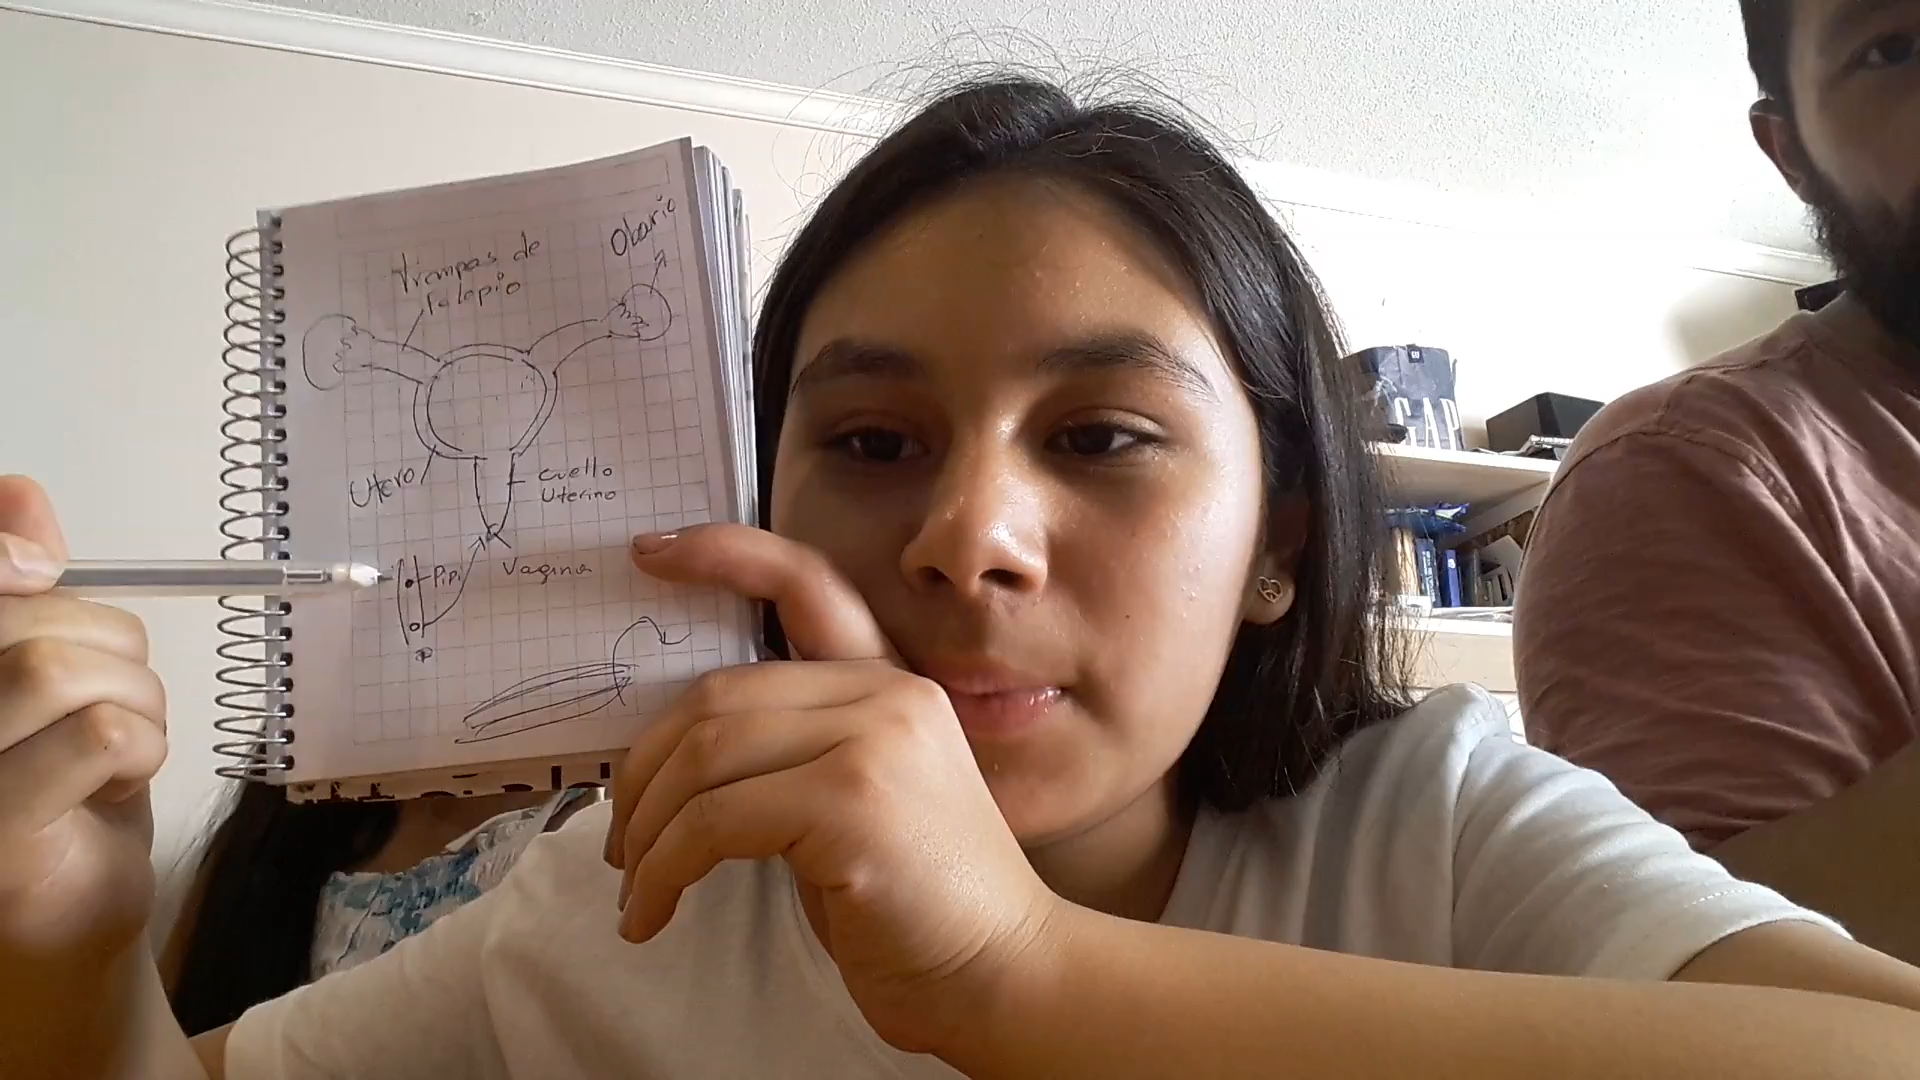 Trompas de
falopio
Obario
Utero
Cuello
Uterino
Pipi
Vagina
GAP